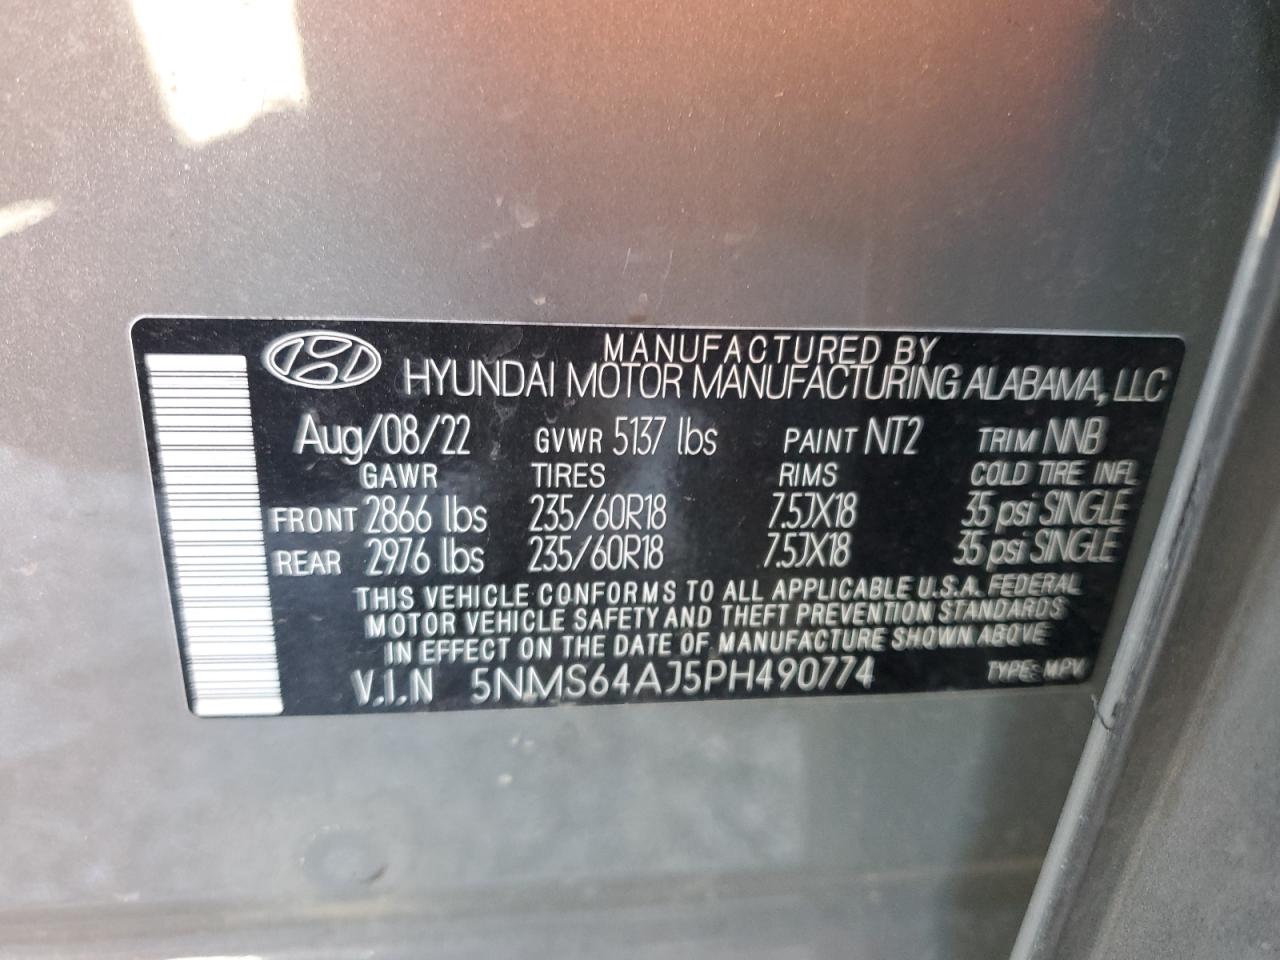 MANUFACTURED BY
HYUNDAI MOTOR MANUFACTURING ALABAMA, LLC
Aug/08/22 GVWR 5137 lbs PAINT NT2 TRIM NNB
GAWR TIRES RIMS COLD TIRE INFL
FRONT 2866 lbs 235/60R18 7.5JX18 35 psi SINGLE
REAR 2976 lbs 235/60R18 7.5JX18 35 psi SINGLE
THIS VEHICLE CONFORMS TO ALL APPLICABLE U.S.A. FEDERAL
MOTOR VEHICLE SAFETY AND THEFT PREVENTION STANDARDS
IN EFFECT ON THE DATE OF MANUFACTURE SHOWN ABOVE
V.I.N 5NMS64AJ5PH490774 TYPE: MPV